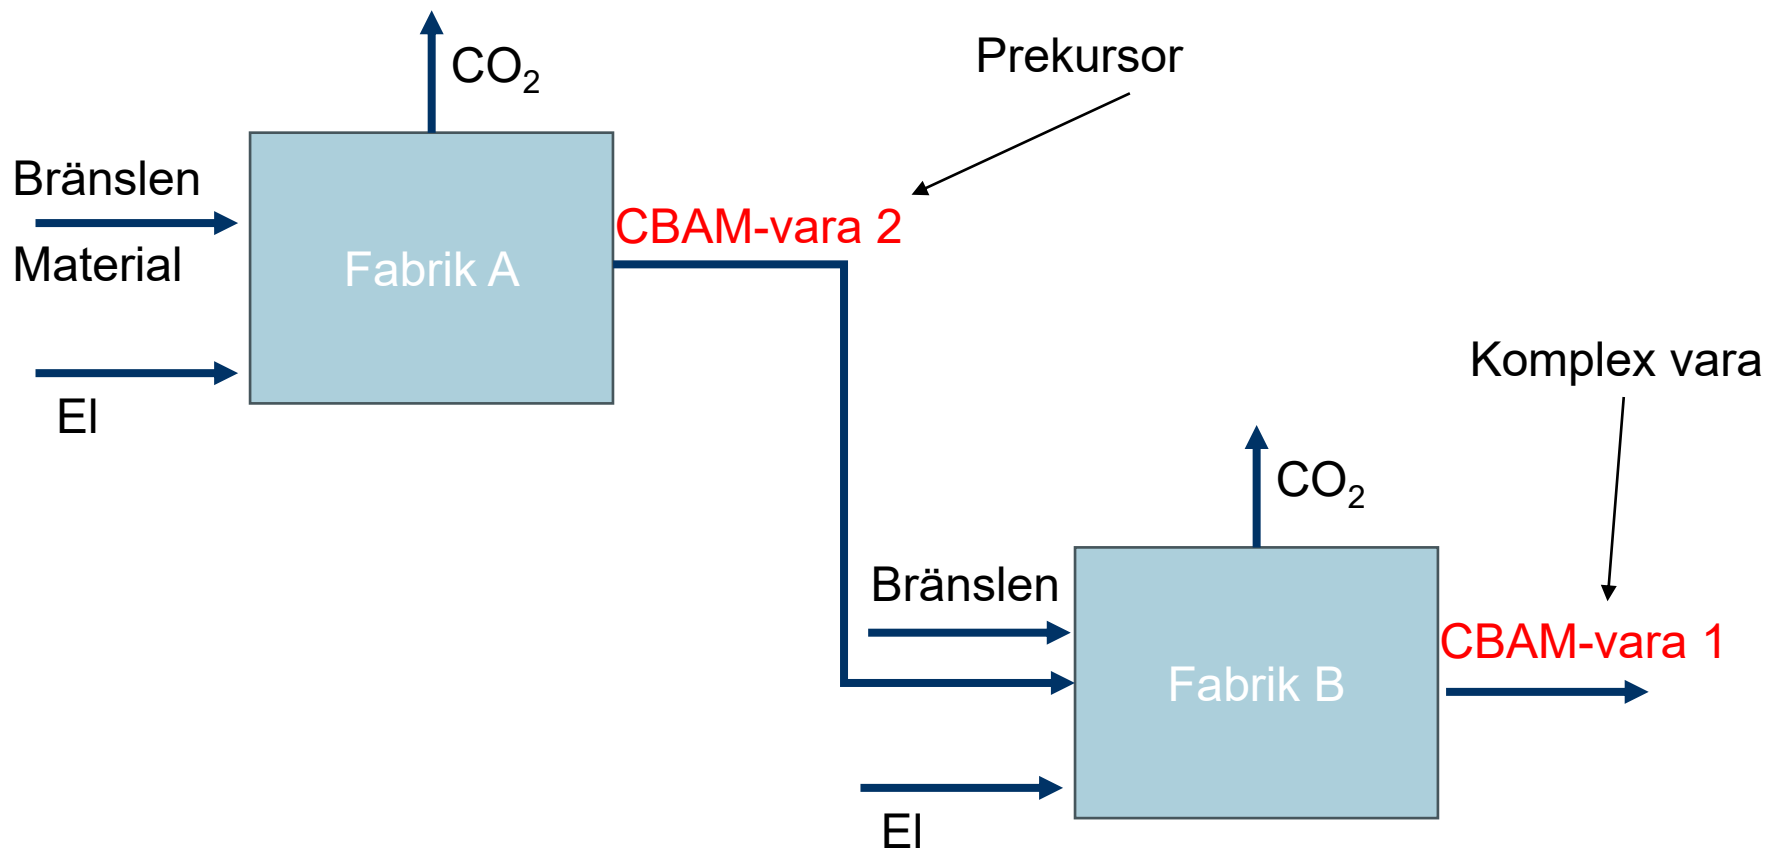 CO₂
Prekursor
Bränslen
Material
CBAM-vara 2
Fabrik A
El
Komplex vara
CO₂
Bränslen
CBAM-vara 1
Fabrik B
El